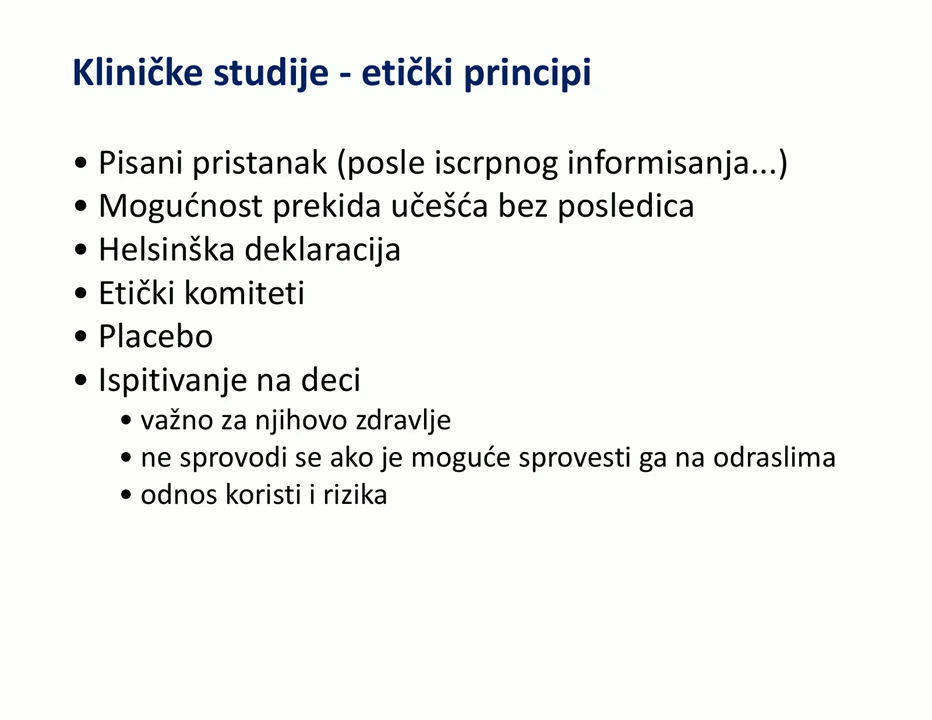 Kliničke studije - etički principi
• Pisani pristanak (posle iscrpnog informisanja...)
• Mogućnost prekida učešća bez posledica
• Helsinška deklaracija
• Etički komiteti
• Placebo
• Ispitivanje na deci
• važno za njihovo zdravlje
• ne sprovodi se ako je moguće sprovesti ga na odraslima
• odnos koristi i rizika